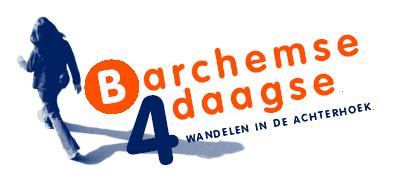 Barchemse
4daagse
WANDELEN IN DE ACHTERHOEK